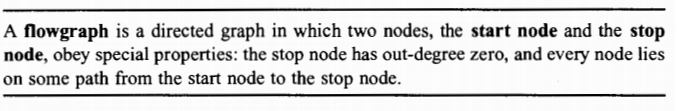 A flowgraph is a directed graph in which two nodes, the start node and the stop
node, obey special properties: the stop node has out-degree zero, and every node lies
on some path from the start node to the stop node.